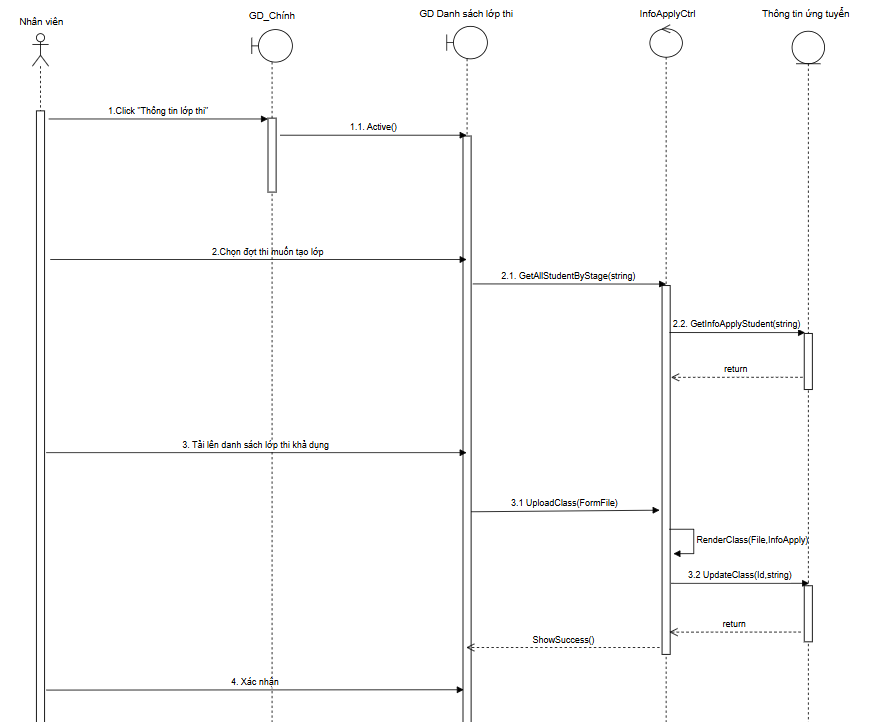 Nhân viên
GD_Chính
GD Danh sách lớp thi
InfoApplyCtrl
Thông tin ứng tuyển
1.Click "Thông tin lớp thi"
1.1. Active()
2.Chọn đợt thi muốn tạo lớp
2.1. GetAllStudentByStage(string)
2.2. GetInfoApplyStudent(string)
return
3. Tải lên danh sách lớp thi khả dụng
3.1 UploadClass(FormFile)
RenderClass(File,InfoApply)
3.2 UpdateClass(Id,string)
return
ShowSuccess()
4. Xác nhận